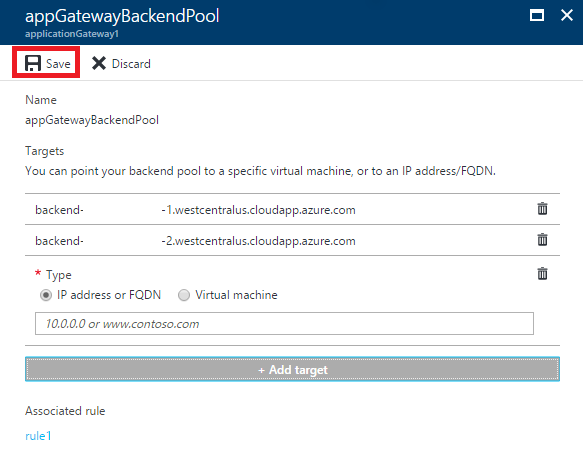 appGatewayBackendPool
applicationGateway1
Save Discard
Name
appGatewayBackendPool
Targets
You can point your backend pool to a specific virtual machine, or to an IP address/FQDN.
backend- -1.westcentralus.cloudapp.azure.com
backend- -2.westcentralus.cloudapp.azure.com
* Type
IP address or FQDN Virtual machine
10.0.0.0 or www.contoso.com
+ Add target
Associated rule
rule1